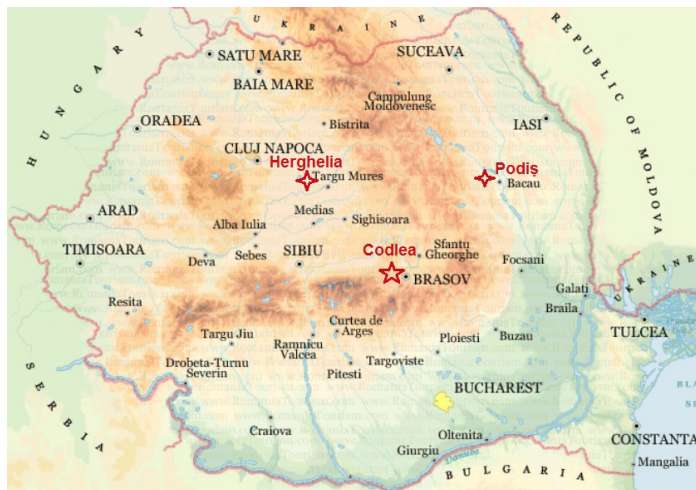 UKRAINE
HUNGARY
REPUBLIC OF MOLDOVA
SATU MARE
SUCEAVA
BAIA MARE
Campulung
Moldovenesc
ORADEA
Bistrita
IASI
CLUJ NAPOCA
Herghelia
Targu Mures
Podiș
Bacau
ARAD
Medias
Sighisoara
Alba Iulia
TIMISOARA
Sebes
SIBIU
Codlea
Sfantu
Gheorghe
Deva
BRASOV
Focsani
UKRAINE
Resita
Galati
Braila
TULCEA
Curtea de
Arges
Targu Jiu
Ramnicu
Valcea
Ploiesti
Buzau
Drobeta-Turnu
Severin
Pitesti
Targoviste
BUCHAREST
SERBIA
Craiova
Oltenita
CONSTANTA
Giurgiu
Danube
Mangalia
BULGARIA